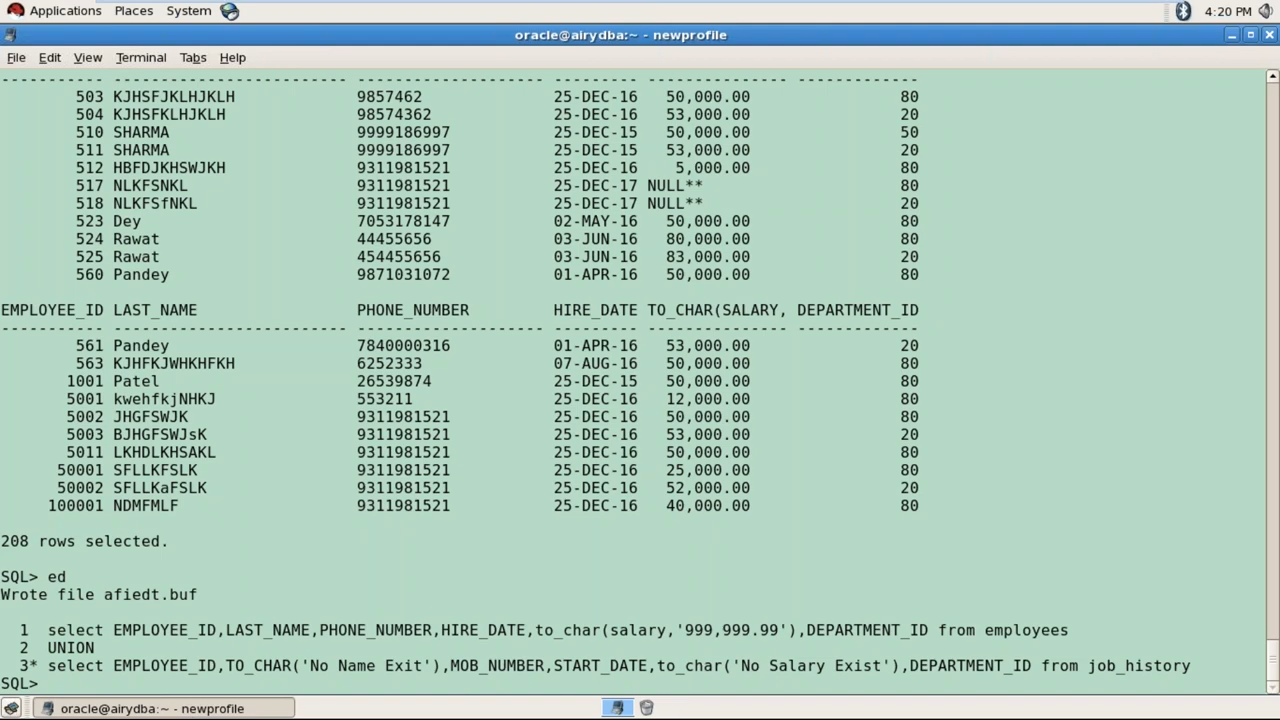 Applications Places System 4:20 PM
oracle@airydba:~ - newprofile
File Edit View Terminal Tabs Help
----------- ------------------------- -------------------- --------- --------------- -------------
503 KJHSFJKLHJKLH 9857462 25-DEC-16 50,000.00 80
504 KJHSFKLHJKLH 98574362 25-DEC-16 53,000.00 20
510 SHARMA 9999186997 25-DEC-15 50,000.00 50
511 SHARMA 9999186997 25-DEC-15 53,000.00 20
512 HBFDJKHSWJKH 9311981521 25-DEC-16 5,000.00 80
517 NLKFSNKL 9311981521 25-DEC-17 NULL** 80
518 NLKFSfNKL 9311981521 25-DEC-17 NULL** 20
523 Dey 7053178147 02-MAY-16 50,000.00 80
524 Rawat 44455656 03-JUN-16 80,000.00 80
525 Rawat 454455656 03-JUN-16 83,000.00 20
560 Pandey 9871031072 01-APR-16 50,000.00 80
EMPLOYEE_ID LAST_NAME PHONE_NUMBER HIRE_DATE TO_CHAR(SALARY, DEPARTMENT_ID
----------- ------------------------- -------------------- --------- --------------- -------------
561 Pandey 7840000316 01-APR-16 53,000.00 20
563 KJHFKJWHKHFKH 6252333 07-AUG-16 50,000.00 80
1001 Patel 26539874 25-DEC-15 50,000.00 80
5001 kwehfkjNHKJ 553211 25-DEC-16 12,000.00 80
5002 JHGFSWJK 9311981521 25-DEC-16 50,000.00 80
5003 BJHGFSWJsK 9311981521 25-DEC-16 53,000.00 20
5011 LKHDLKHSAKL 9311981521 25-DEC-16 50,000.00 80
50001 SFLLKFSLK 9311981521 25-DEC-16 25,000.00 80
50002 SFLLKaFSLK 9311981521 25-DEC-16 52,000.00 20
100001 NDMFMLF 9311981521 25-DEC-16 40,000.00 80
208 rows selected.
SQL> ed
Wrote file afiedt.buf
1 select EMPLOYEE_ID,LAST_NAME,PHONE_NUMBER,HIRE_DATE,to_char(salary,'999,999.99'),DEPARTMENT_ID from employees
2 UNION
3* select EMPLOYEE_ID,TO_CHAR('No Name Exit'),MOB_NUMBER,START_DATE,to_char('No Salary Exist'),DEPARTMENT_ID from job_history
SQL>
oracle@airydba:~ - newprofile